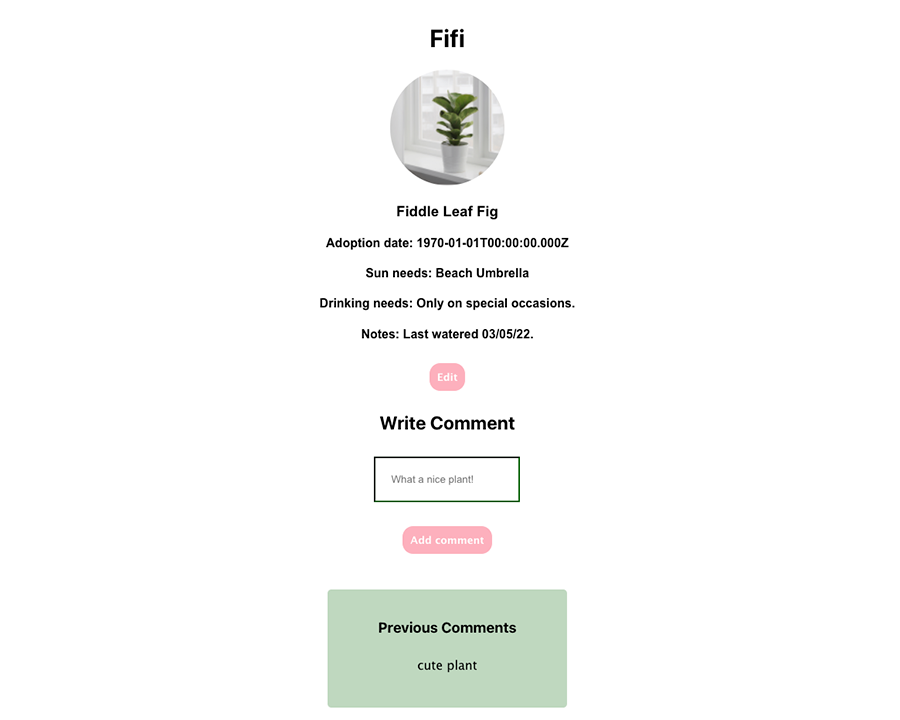 Fifi
Fiddle Leaf Fig
Adoption date: 1970-01-01T00:00:00.000Z
Sun needs: Beach Umbrella
Drinking needs: Only on special occasions.
Notes: Last watered 03/05/22.
Edit
Write Comment
What a nice plant!
Add comment
Previous Comments
cute plant